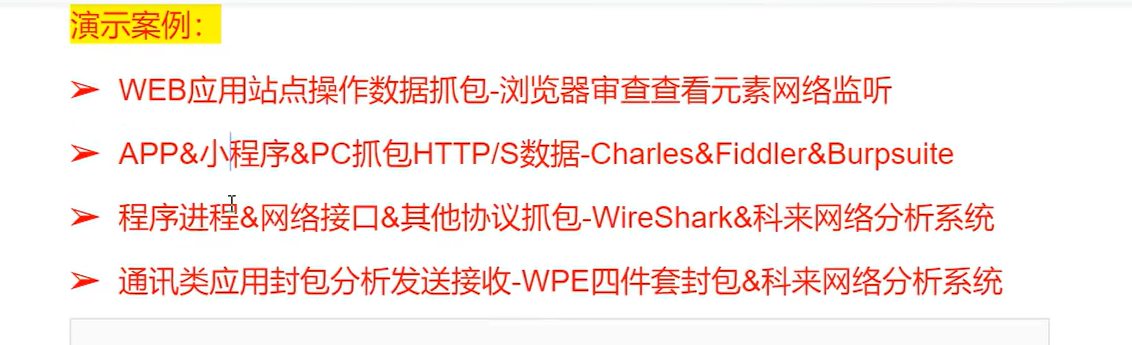 演示案例：
➢ WEB应用站点操作数据抓包-浏览器审查查看元素网络监听
➢ APP&小程序&PC抓包HTTP/S数据-Charles&Fiddler&Burpsuite
➢ 程序进程&网络接口&其他协议抓包-WireShark&科来网络分析系统
➢ 通讯类应用封包分析发送接收-WPE四件套封包&科来网络分析系统